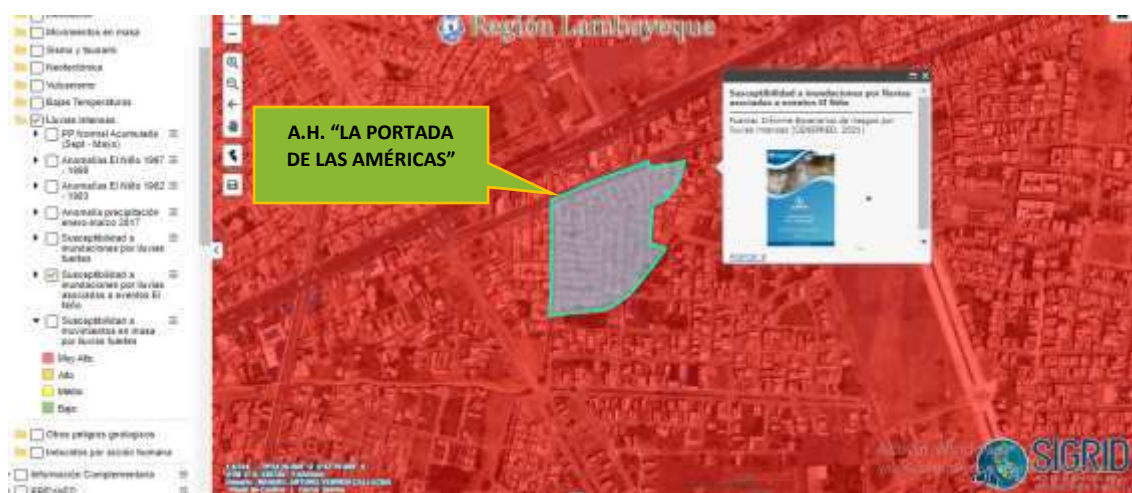 Región Lambayeque
Movimientos en masa
Sismo y tsunami
Neotectónica
Vulcanismo
Bajas Temperaturas
Lluvias intensas
PP Normal Acumulada
(Sept - Mayo)
Anomalías El Niño 1997
- 1998
Anomalías El Niño 1982
- 1983
Anomalía precipitación
enero-marzo 2017
Susceptibilidad a
inundaciones por lluvias
fuertes
Susceptibilidad a
inundaciones por lluvias
asociadas a eventos El
Niño
Susceptibilidad a
movimientos en masa
por lluvias fuertes
Muy Alto
Alto
Medio
Bajo
Otros peligros geológicos
Inducidos por acción humana
Información Complementaria
A.H. “LA PORTADA
DE LAS AMÉRICAS”
Susceptibilidad a inundaciones por lluvias
asociadas a eventos El Niño
Fuente: Informe Escenarios de riesgos por
lluvias intensas (CENEPRED, 2021)
SIGRID